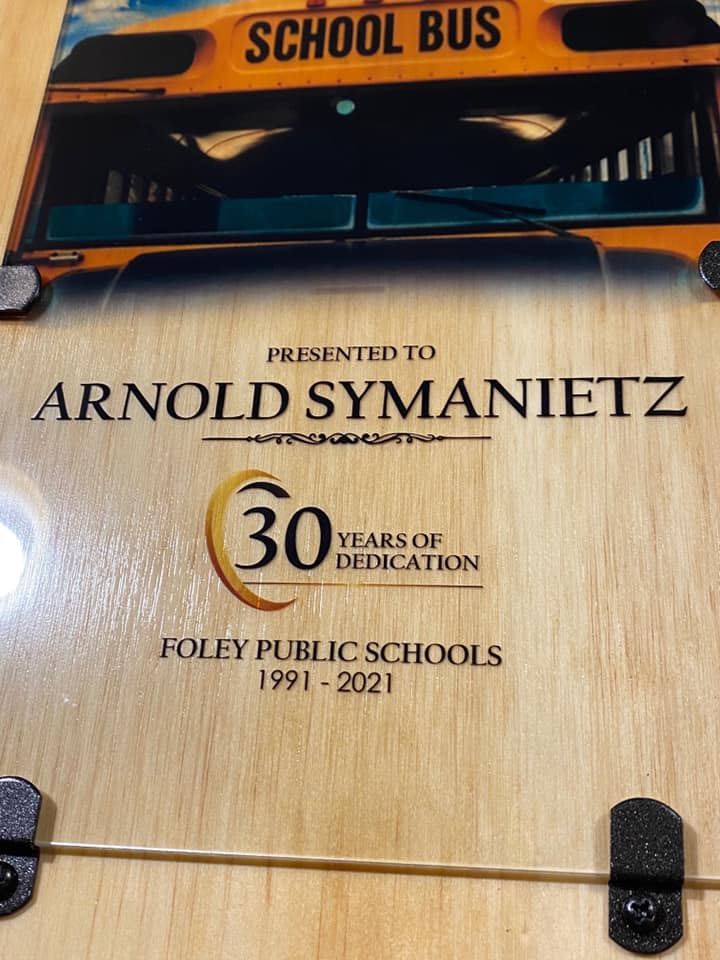 SCHOOL BUS
PRESENTED TO
ARNOLD SYMANIETZ
30 YEARS OF
DEDICATION
FOLEY PUBLIC SCHOOLS
1991 - 2021